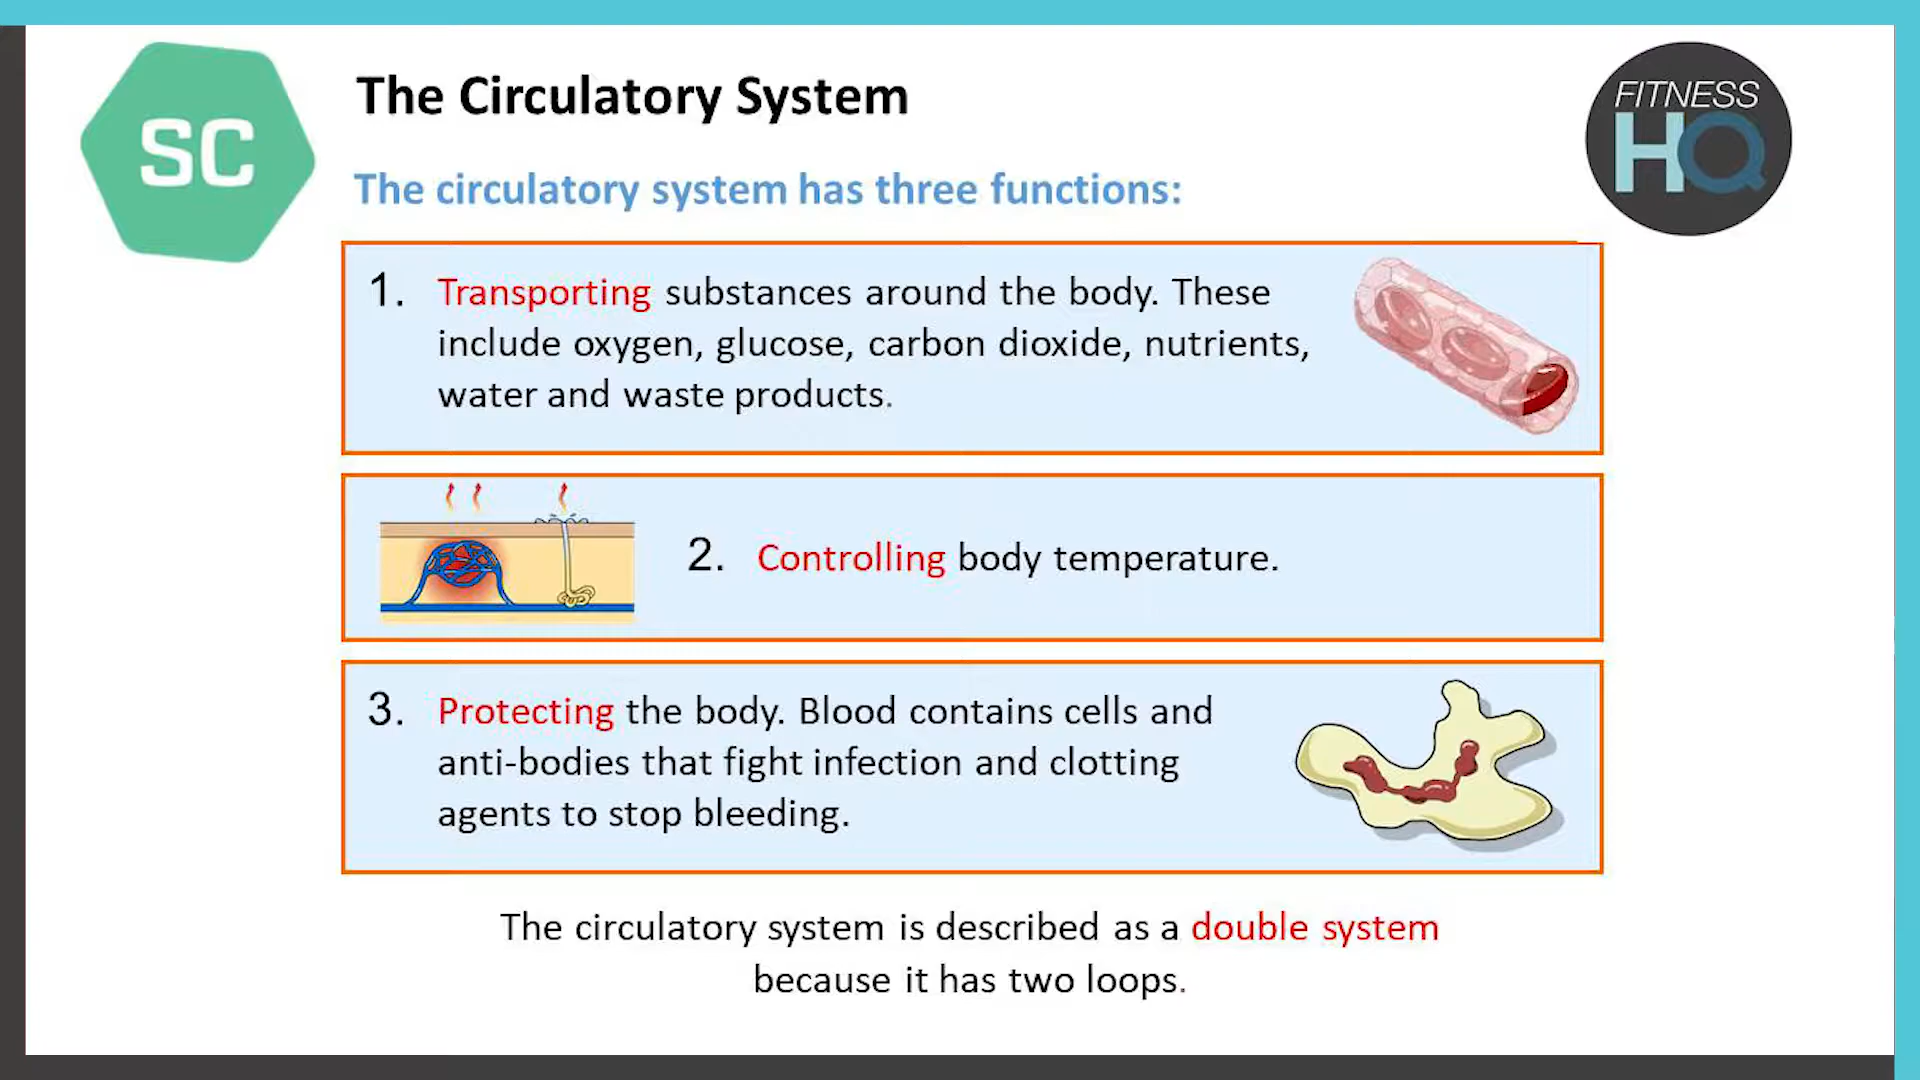 SC
The Circulatory System
FITNESS
HQ
The circulatory system has three functions:
1. Transporting substances around the body. These
include oxygen, glucose, carbon dioxide, nutrients,
water and waste products.
2. Controlling body temperature.
3. Protecting the body. Blood contains cells and
anti-bodies that fight infection and clotting
agents to stop bleeding.
The circulatory system is described as a double system
because it has two loops.